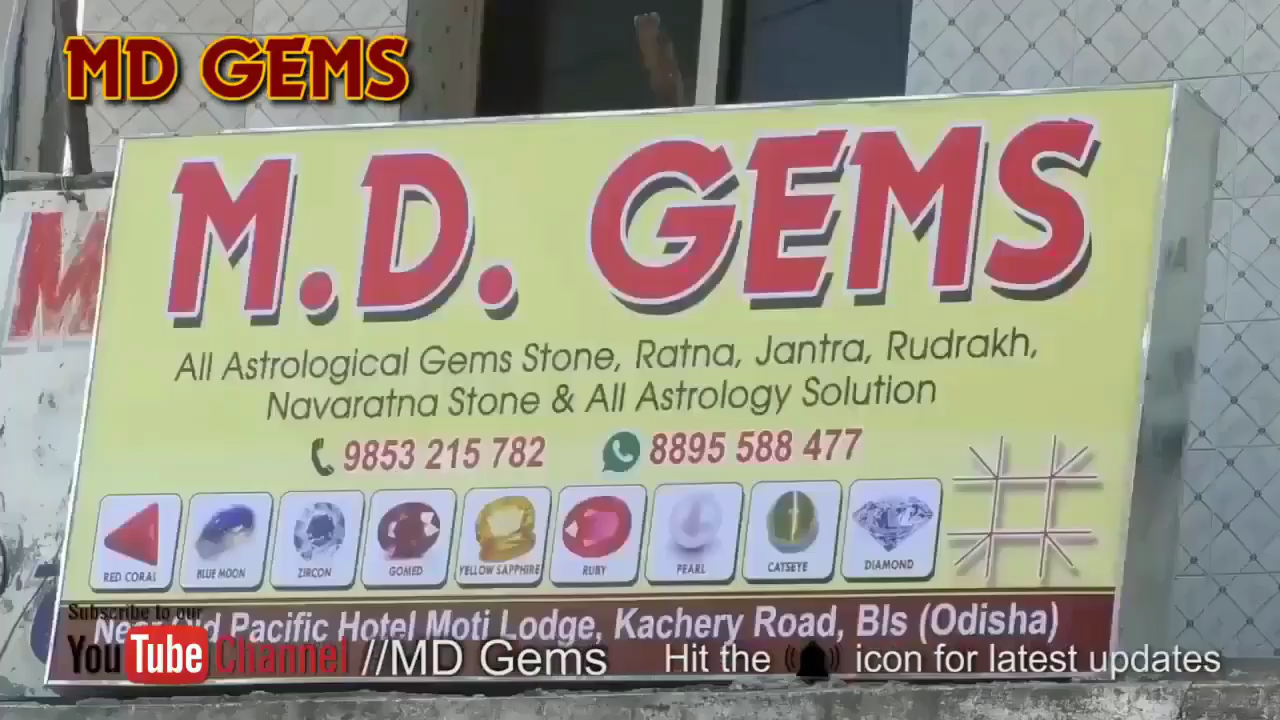 MD GEMS
M.D. GEMS
All Astrological Gems Stone, Ratna, Jantra, Rudrakh,
Navaratna Stone & All Astrology Solution
9853 215 782 8895 588 477
RED CORAL BLUE MOON ZIRCON GOMED YELLOW SAPPHIRE RUBY PEARL CATSEYE DIAMOND
Subscribe to our
Pacific Hotel Moti Lodge, Kachery Road, Bls (Odisha)
YouTube Channel //MD Gems Hit the icon for latest updates